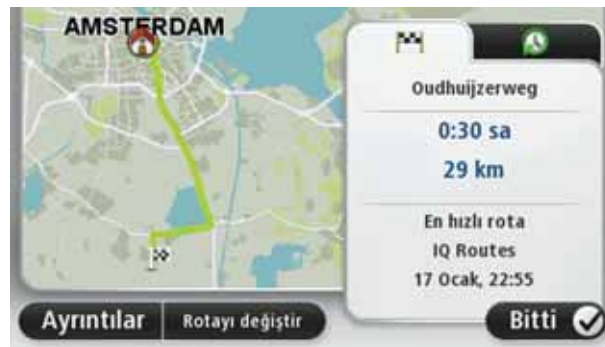 AMSTERDAM
Oudhuijzerweg
0:30 sa
29 km
En hızlı rota
IQ Routes
17 Ocak, 22:55
Ayrıntılar
Rotayı değiştir
Bitti